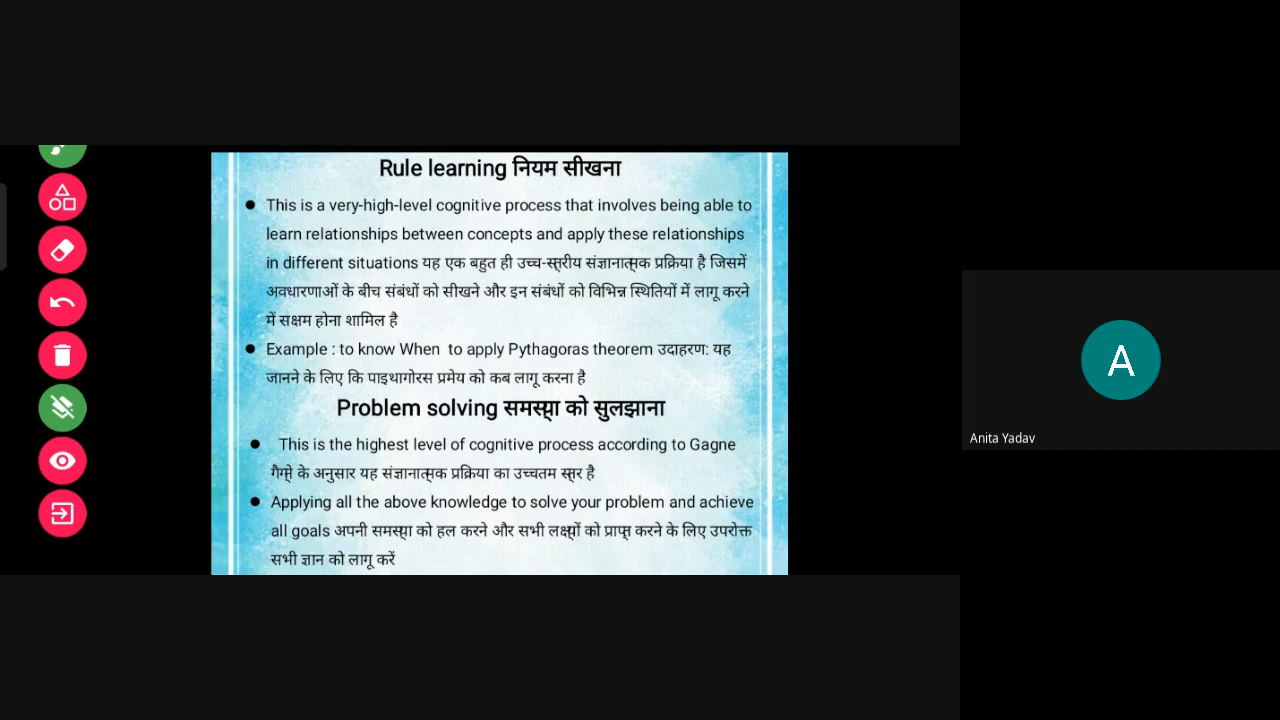 Rule learning नियम सीखना
This is a very-high-level cognitive process that involves being able to
learn relationships between concepts and apply these relationships
in different situations यह एक बहुत ही उच्च-स्तरीय संज्ञानात्मक प्रक्रिया है जिसमें
अवधारणाओं के बीच संबंधों को सीखने और इन संबंधों को विभिन्न स्थितियों में लागू करने
में सक्षम होना शामिल है
Example : to know When to apply Pythagoras theorem उदाहरण: यह
जानने के लिए कि पाइथागोरस प्रमेय को कब लागू करना है
Problem solving समस्या को सुलझाना
This is the highest level of cognitive process according to Gagne
गैग्ने के अनुसार यह संज्ञानात्मक प्रक्रिया का उच्चतम स्तर है
Applying all the above knowledge to solve your problem and achieve
all goals अपनी समस्या को हल करने और सभी लक्ष्यों को प्राप्त करने के लिए उपरोक्त
सभी ज्ञान को लागू करें
A
Anita Yadav